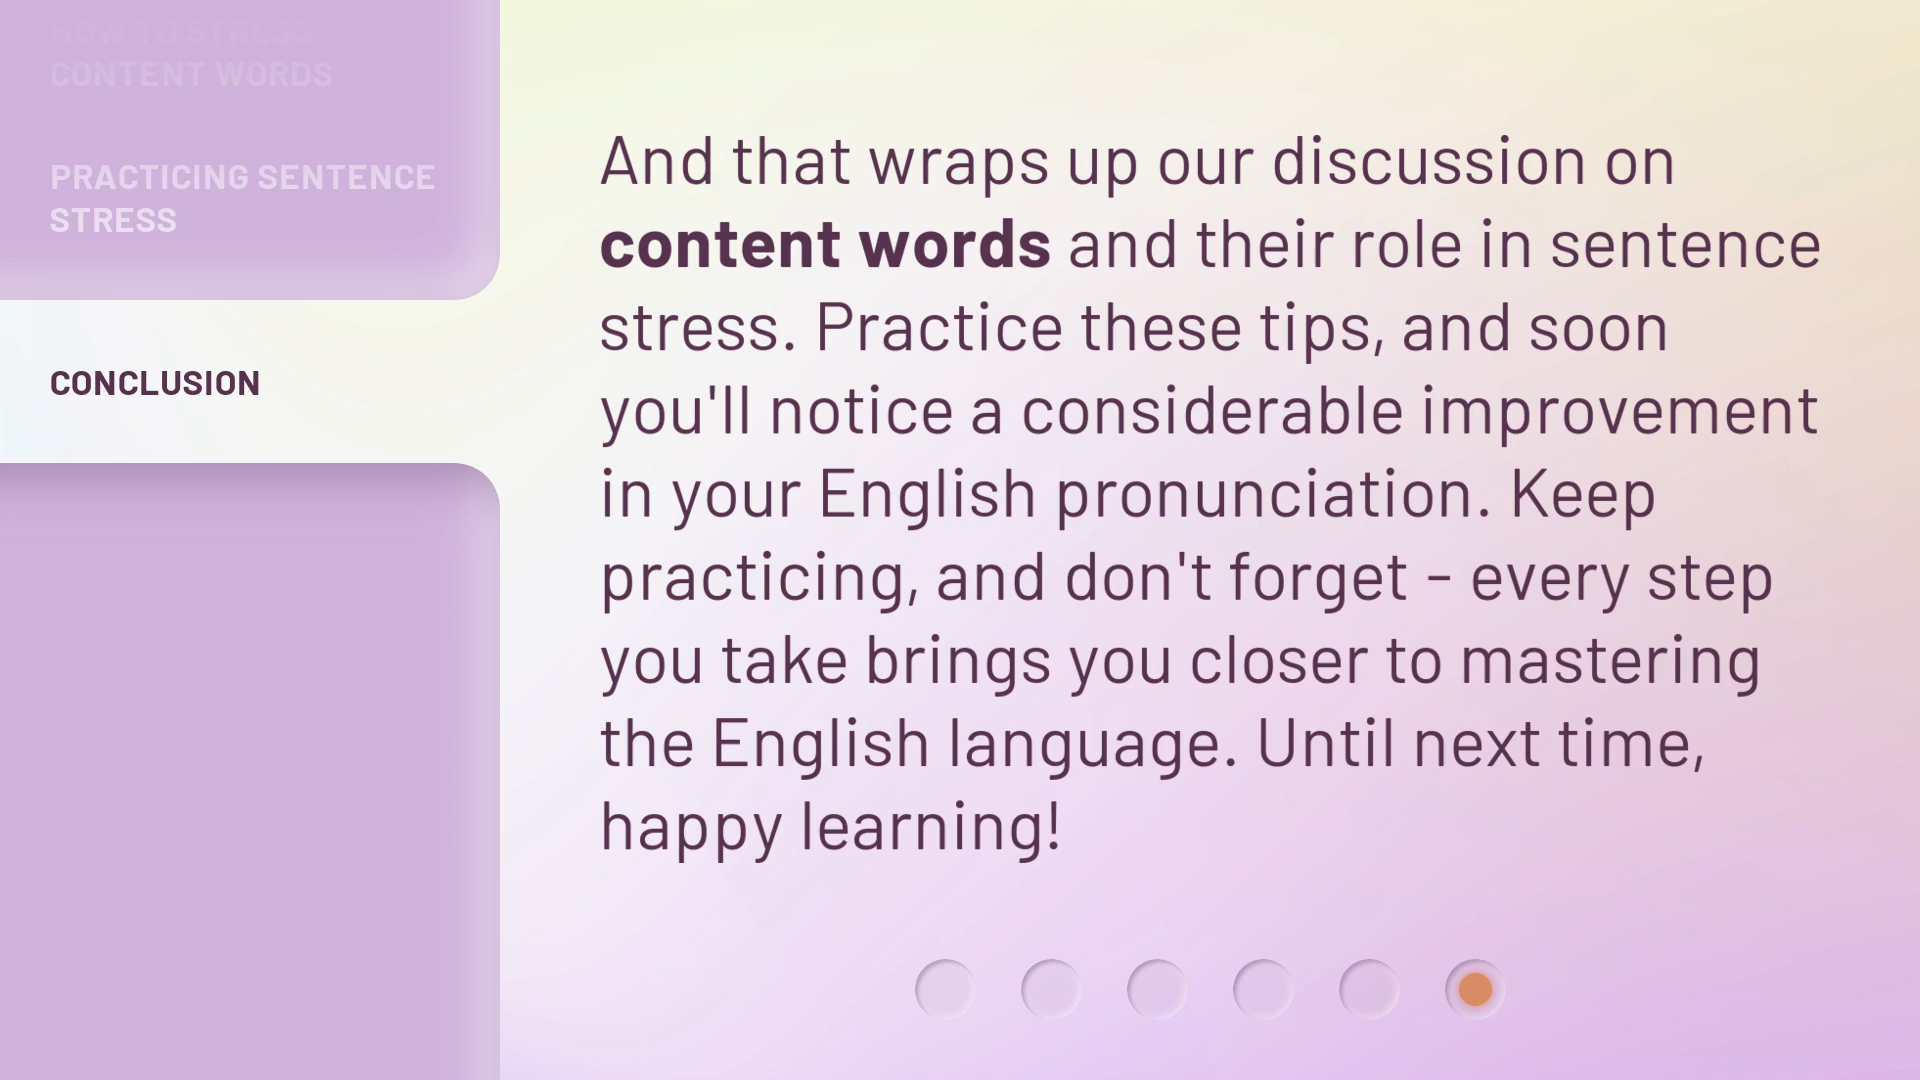 HOW TO STRESS
CONTENT WORDS
PRACTICING SENTENCE
STRESS
CONCLUSION
And that wraps up our discussion on
content words and their role in sentence
stress. Practice these tips, and soon
you'll notice a considerable improvement
in your English pronunciation. Keep
practicing, and don't forget - every step
you take brings you closer to mastering
the English language. Until next time,
happy learning!